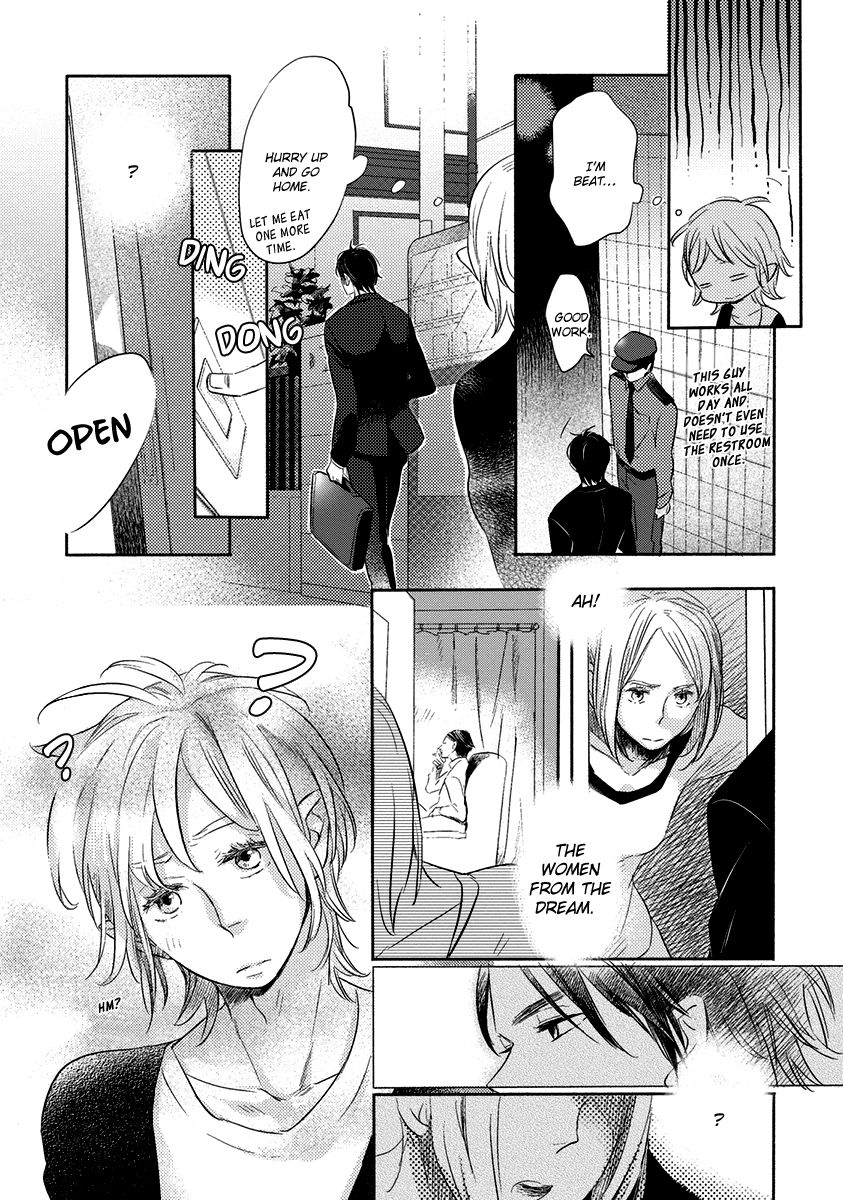 THIS GUY
WORKS ALL
DAY AND
DOESN'T EVEN
NEED TO USE
THE RESTROOM
ONCE.
I'M
BEAT...
GOOD
WORK.
HURRY UP
AND GO
HOME.
LET ME EAT
ONE MORE
TIME.
DING
DONG
?
OPEN
AH!
THE
WOMEN
FROM THE
DREAM.
?
?
?
HM?